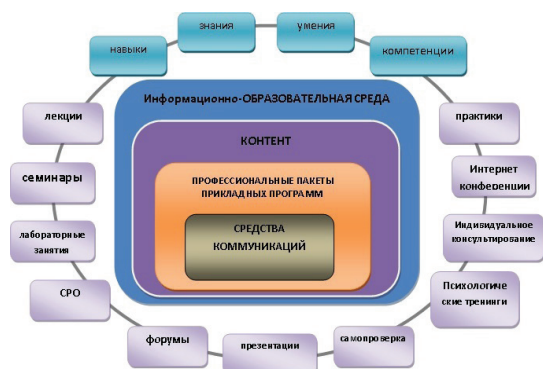 знания
умения
навыки
компетенции
Информационно-ОБРАЗОВАТЕЛЬНАЯ СРЕДА
лекции
практики
КОНТЕНТ
семинары
Интернет
конференции
ПРОФЕССИОНАЛЬНЫЕ ПАКЕТЫ
ПРИКЛАДНЫХ ПРОГРАММ
лабораторные
занятия
СРЕДСТВА
КОММУНИКАЦИЙ
Индивидуальное
консультирование
СРО
Психологиче
ские тренинги
форумы
презентации
самопроверка